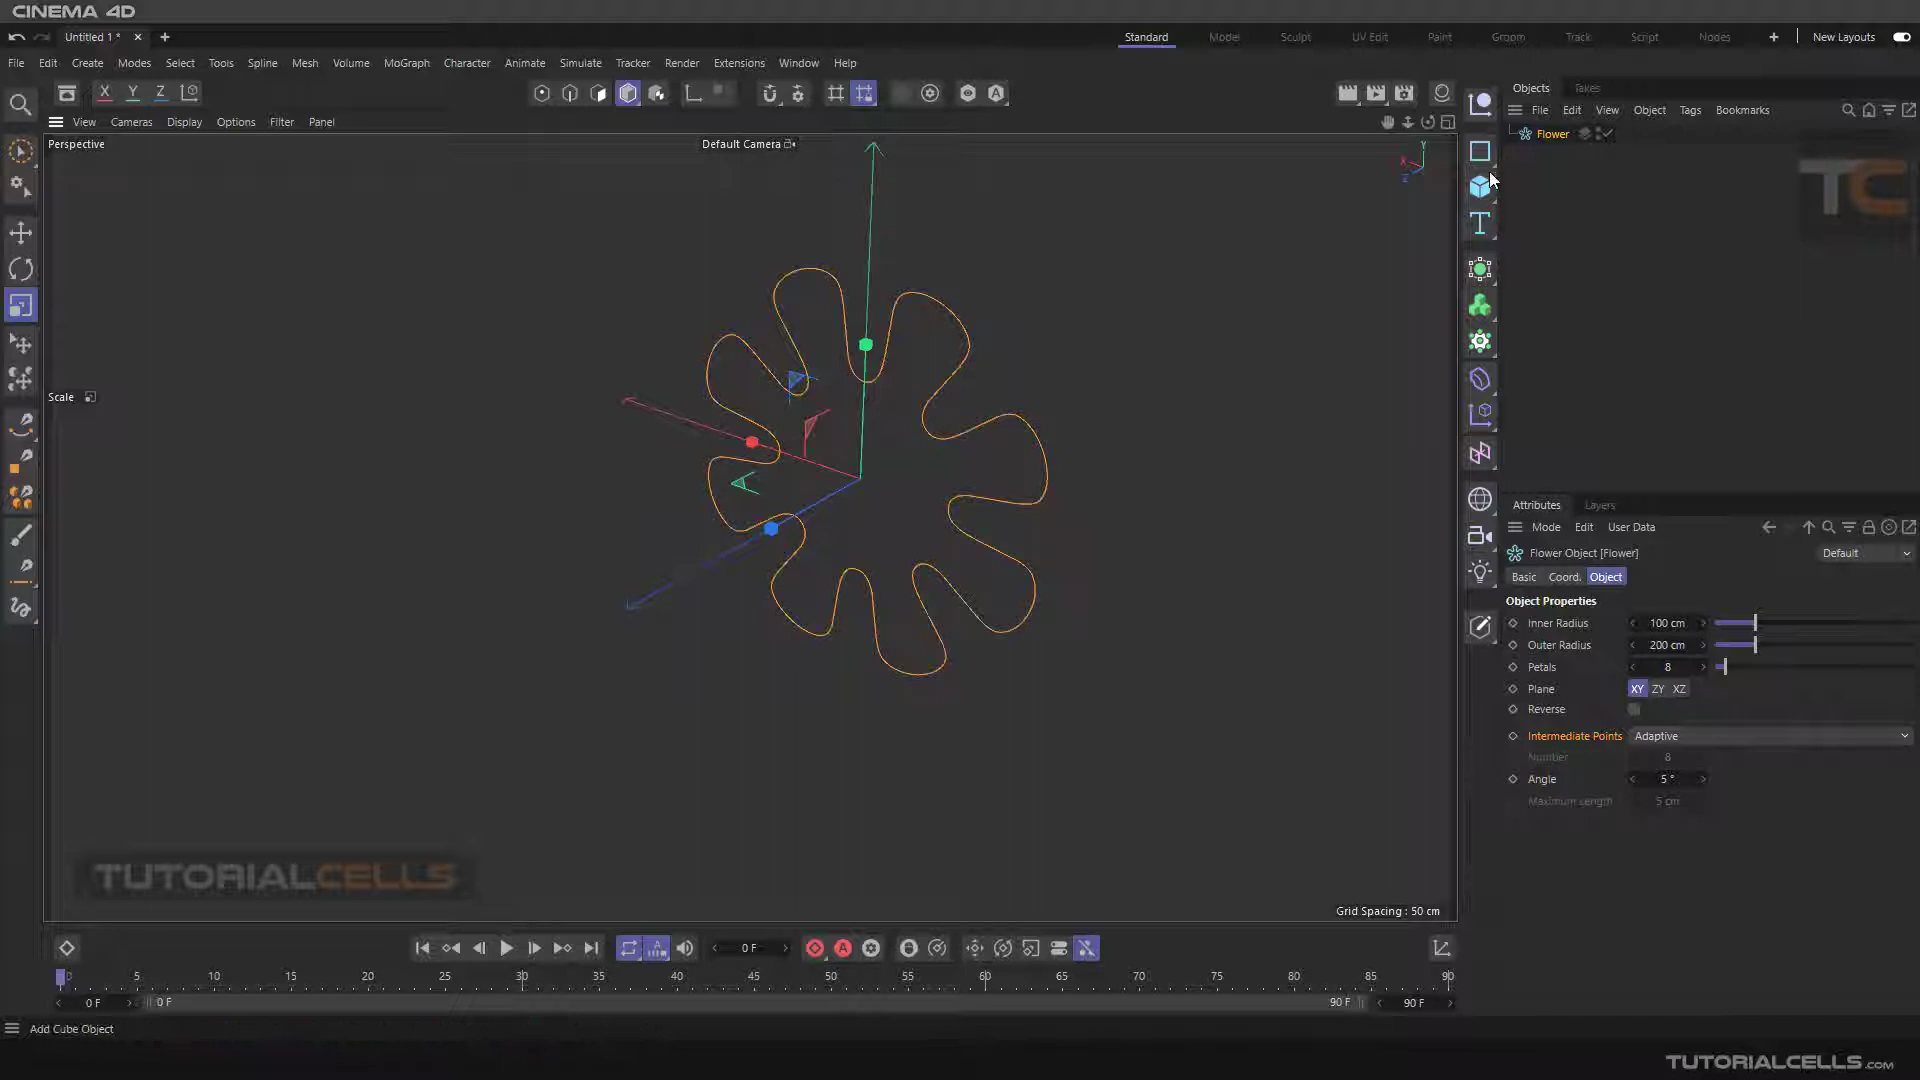 CINEMA 4D
Untitled 1 *
Standard Model Sculpt UV Edit Paint Groom Track Script Nodes New Layouts
File Edit Create Modes Select Tools Spline Mesh Volume MoGraph Character Animate Simulate Tracker Render Extensions Window Help
X Y Z
View Cameras Display Options Filter Panel
Perspective
Default Camera
Y
X
Z
Scale
TUTORIALCELLS
Grid Spacing : 50 cm
Objects Takes
File Edit View Object Tags Bookmarks
Flower
TC
Attributes Layers
Mode Edit User Data
Flower Object [Flower]
Default
Basic Coord. Object
Object Properties
Inner Radius 100 cm
Outer Radius 200 cm
Petals 8
Plane XY ZY XZ
Reverse
Intermediate Points Adaptive
Number 8
Angle 5 °
Maximum Length 5 cm
0 F
0 5 10 15 20 25 30 35 40 45 50 55 60 65 70 75 80 85 90
0 F 0 F 90 F 90 F
Add Cube Object
TUTORIALCELLS.COM